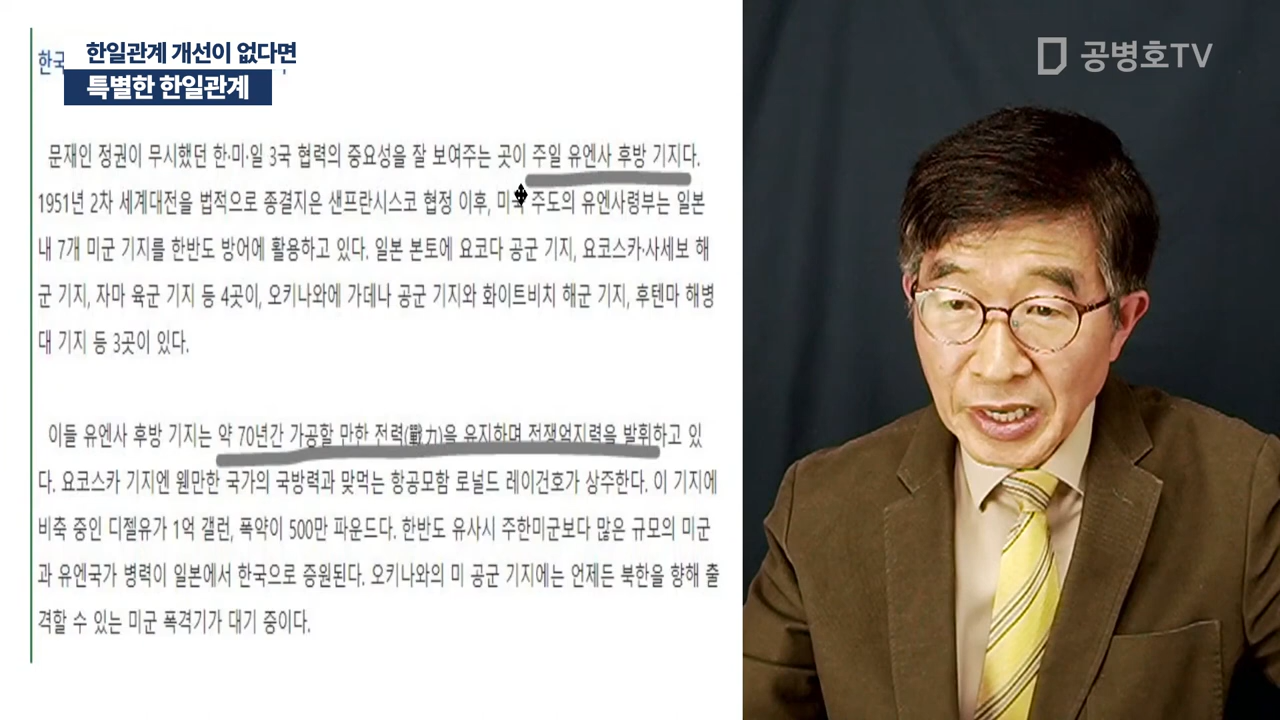 한일관계 개선이 없다면
특별한 한일관계
공병호TV
한국
문재인 정권이 무시했던 한·미·일 3국 협력의 중요성을 잘 보여주는 곳이 주일 유엔사 후방 기지다.
1951년 2차 세계대전을 법적으로 종결지은 샌프란시스코 협정 이후, 미국 주도의 유엔사령부는 일본
내 7개 미군 기지를 한반도 방어에 활용하고 있다. 일본 본토에 요코다 공군 기지, 요코스카·사세보 해
군 기지, 자마 육군 기지 등 4곳이, 오키나와에 가데나 공군 기지와 화이트비치 해군 기지, 후텐마 해병
대 기지 등 3곳이 있다.
이들 유엔사 후방 기지는 약 70년간 가공할 만한 전력(戰力)을 유지하며 전쟁억지력을 발휘하고 있
다. 요코스카 기지엔 웬만한 국가의 국방력과 맞먹는 항공모함 로널드 레이건호가 상주한다. 이 기지에
비축 중인 디젤유가 1억 갤런, 폭약이 500만 파운드다. 한반도 유사시 주한미군보다 많은 규모의 미군
과 유엔국가 병력이 일본에서 한국으로 증원된다. 오키나와의 미 공군 기지에는 언제든 북한을 향해 출
격할 수 있는 미군 폭격기가 대기 중이다.